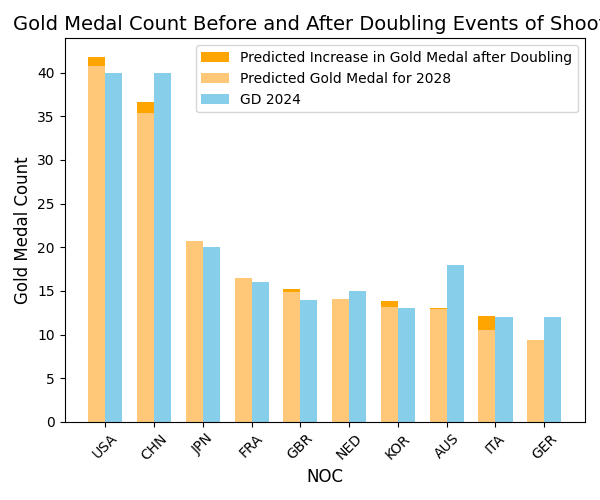 Gold Medal Count Before and After Doubling Events of Shoo
Predicted Increase in Gold Medal after Doubling
Predicted Gold Medal for 2028
GD 2024
Gold Medal Count
40
35
30
25
20
15
10
5
0
USA
CHN
JPN
FRA
GBR
NED
KOR
AUS
ITA
GER
NOC